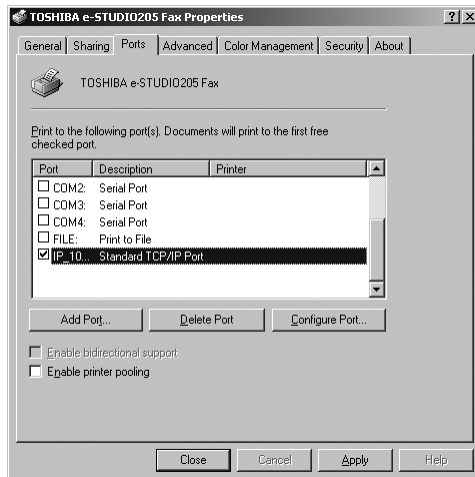 TOSHIBA e-STUDIO205 Fax Properties
General Sharing Ports Advanced Color Management Security About
TOSHIBA e-STUDIO205 Fax
Print to the following port(s). Documents will print to the first free
checked port.
Port Description Printer
COM2: Serial Port
COM3: Serial Port
COM4: Serial Port
FILE: Print to File
IP_10... Standard TCP/IP Port
Add Port... Delete Port Configure Port...
Enable bidirectional support
Enable printer pooling
Close Cancel Apply Help